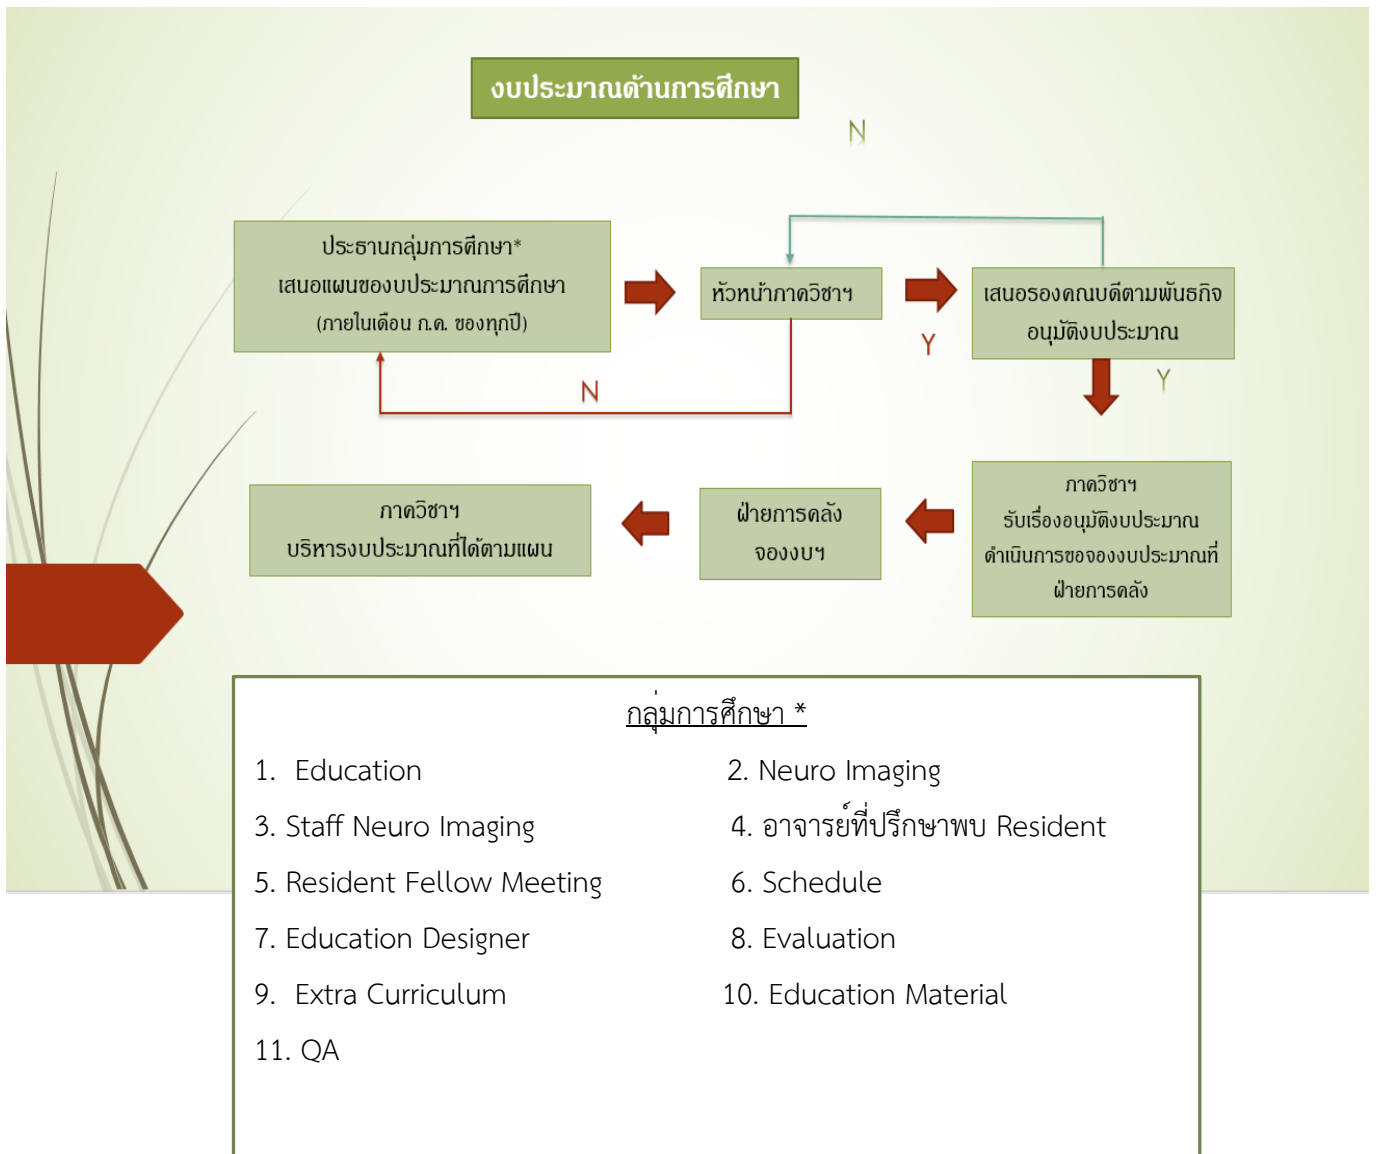 งบประมาณด้านการศึกษา
N
ประธานกลุ่มการศึกษา*
เสนอแผนของบประมาณการศึกษา
(ภายในเดือน ก.ค. ของทุกปี)
หัวหน้าภาควิชาฯ
Y
เสนอรองคณบดีตามพันธกิจ
อนุมัติงบประมาณ
N
Y
ภาควิชาฯ
รับเรื่องอนุมัติงบประมาณ
ดำเนินการขอจองงบประมาณที่
ฝ่ายการคลัง
ฝ่ายการคลัง
จองงบฯ
ภาควิชาฯ
บริหารงบประมาณที่ได้ตามแผน
กลุ่มการศึกษา *
1. Education
2. Neuro Imaging
3. Staff Neuro Imaging
4. อาจารย์ที่ปรึกษาพบ Resident
5. Resident Fellow Meeting
6. Schedule
7. Education Designer
8. Evaluation
9. Extra Curriculum
10. Education Material
11. QA